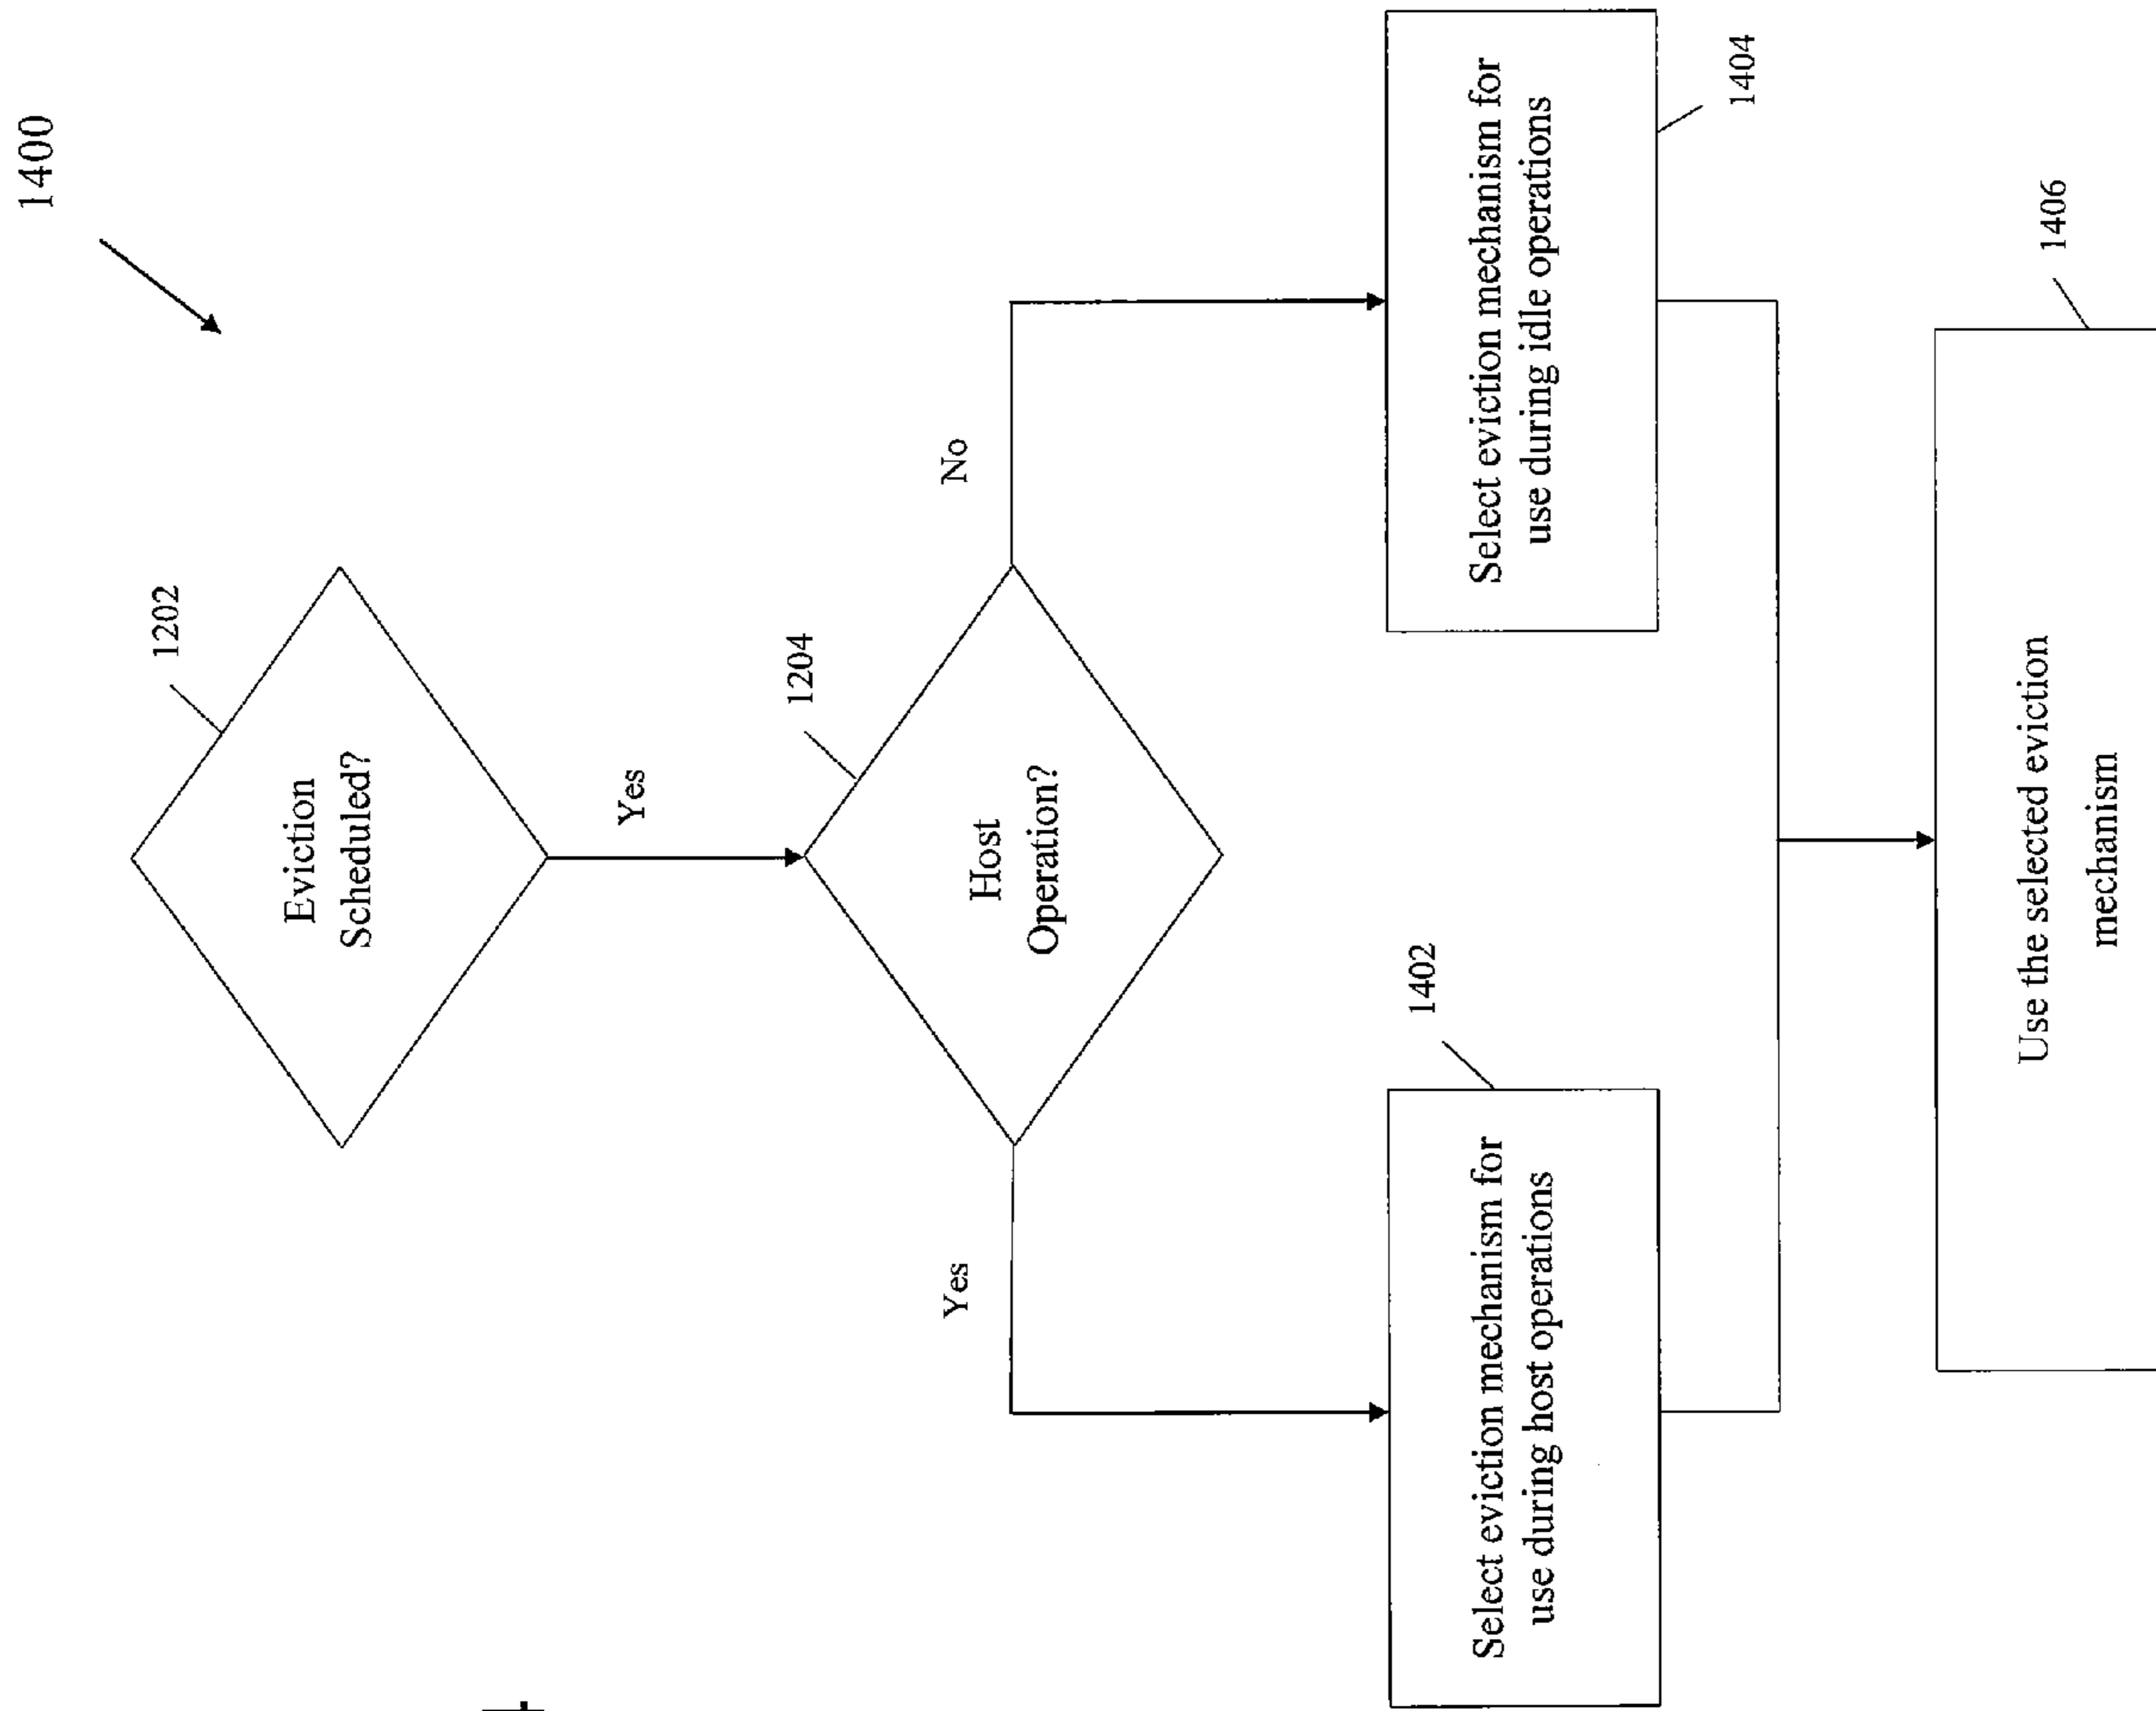 1400
1202
Eviction
Scheduled?
Yes
1204
Host
Operation?
Yes
No
1402
Select eviction mechanism for
use during host operations
Select eviction mechanism for
use during idle operations
1404
1406
Use the selected eviction
mechanism